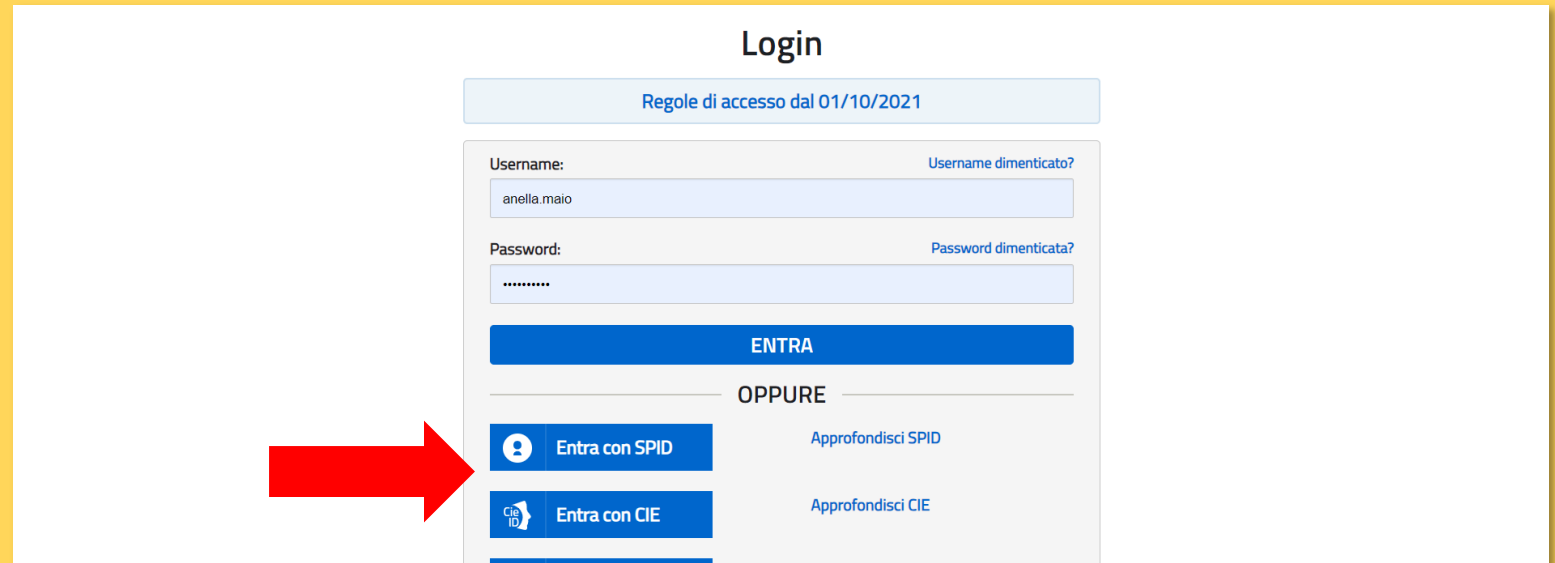 Login
Regole di accesso dal 01/10/2021
Username: Username dimenticato?
anella.maio
Password: Password dimenticata?
••••••••••
ENTRA
OPPURE
Entra con SPID Approfondisci SPID
Cie ID Entra con CIE Approfondisci CIE